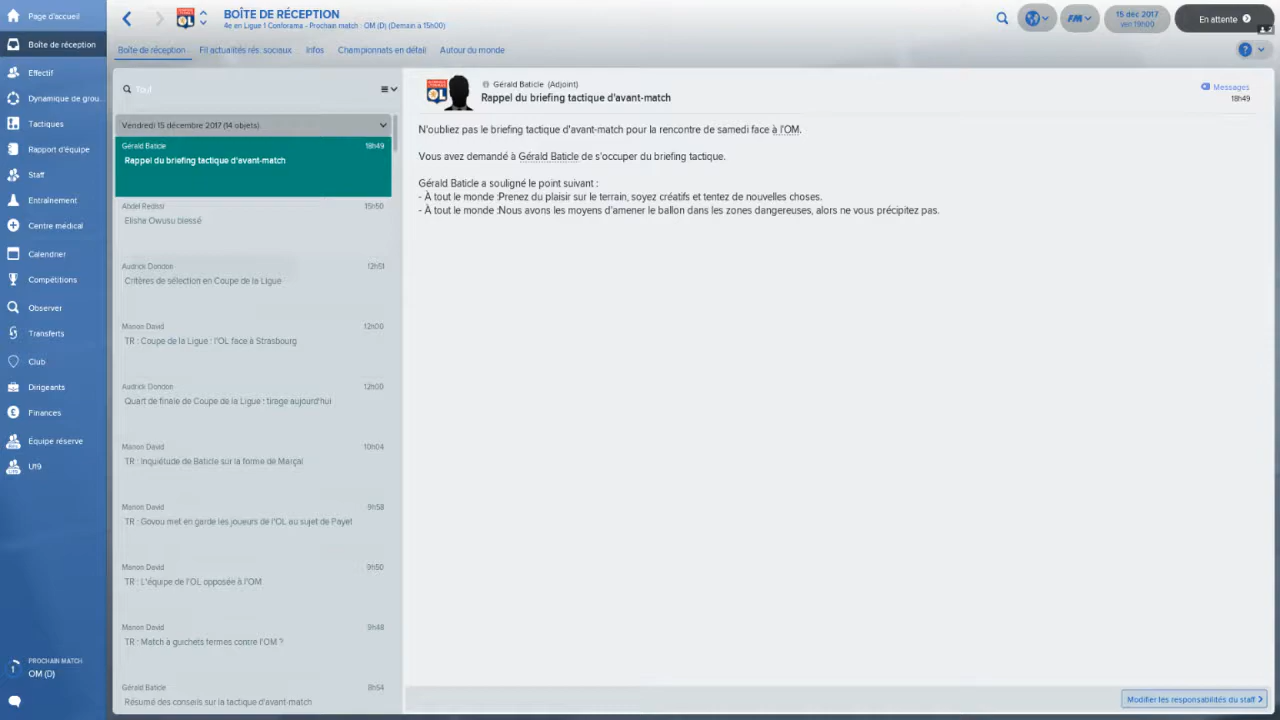 Page d'accueil
Boîte de réception
Effectif
Dynamique de grou...
Tactiques
Rapport d'équipe
Staff
Entraînement
Centre médical
Calendrier
Compétitions
Observer
Transferts
Club
Dirigeants
Finances
Équipe réserve
U19
PROCHAIN MATCH
OM (D)
BOÎTE DE RÉCEPTION
4e en Ligue 1 Conforama - Prochain match : OM (D) (Demain à 15h00)
FM
15 déc 2017
ven 19h00
En attente
2
Boîte de réception
Fil actualités rés. sociaux
Infos
Championnats en détail
Autour du monde
?
Tout
Vendredi 15 décembre 2017 (14 objets)
Gérald Baticle 18h49
Rappel du briefing tactique d'avant-match
Abdel Redissi 15h50
Elisha Owusu blessé
Audrick Dondon 12h51
Critères de sélection en Coupe de la Ligue
Manon David 12h00
TR : Coupe de la Ligue : l'OL face à Strasbourg
Audrick Dondon 12h00
Quart de finale de Coupe de la Ligue : tirage aujourd'hui
Manon David 10h04
TR : Inquiétude de Baticle sur la forme de Marçal
Manon David 9h58
TR : Govou met en garde les joueurs de l'OL au sujet de Payet
Manon David 9h50
TR : L'équipe de l'OL opposée à l'OM
Manon David 9h48
TR : Match à guichets fermés contre l'OM ?
Gérald Baticle 8h54
Résumé des conseils sur la tactique d'avant-match
OL
Gérald Baticle (Adjoint)
Rappel du briefing tactique d'avant-match
Messages
18h49
N'oubliez pas le briefing tactique d'avant-match pour la rencontre de samedi face à l'OM.
Vous avez demandé à Gérald Baticle de s'occuper du briefing tactique.
Gérald Baticle a souligné le point suivant :
- À tout le monde :Prenez du plaisir sur le terrain, soyez créatifs et tentez de nouvelles choses.
- À tout le monde :Nous avons les moyens d'amener le ballon dans les zones dangereuses, alors ne vous précipitez pas.
Modifier les responsabilités du staff